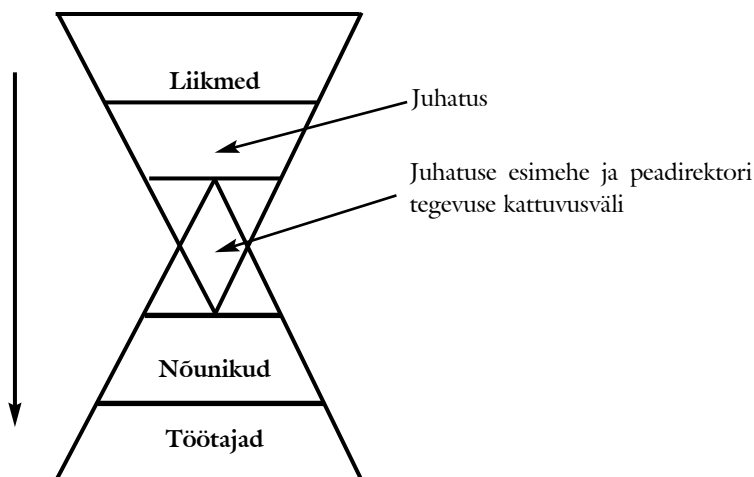 Liikmed
Juhatus
Juhatuse esimehe ja peadirektori
tegevuse kattuvusväli
Nõunikud
Töötajad